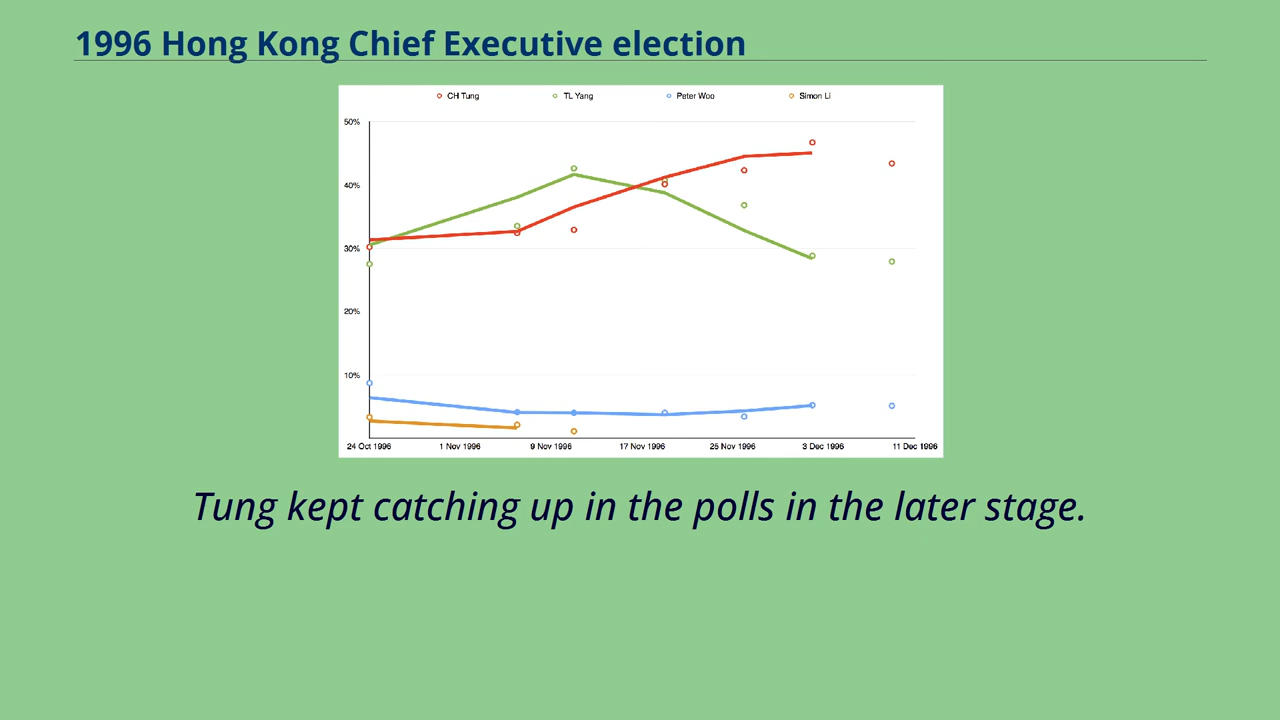 1996 Hong Kong Chief Executive election
CH Tung TL Yang Peter Woo Simon Li
50%
40%
30%
20%
10%
24 Oct 1996 1 Nov 1996 9 Nov 1996 17 Nov 1996 25 Nov 1996 3 Dec 1996 11 Dec 1996
Tung kept catching up in the polls in the later stage.